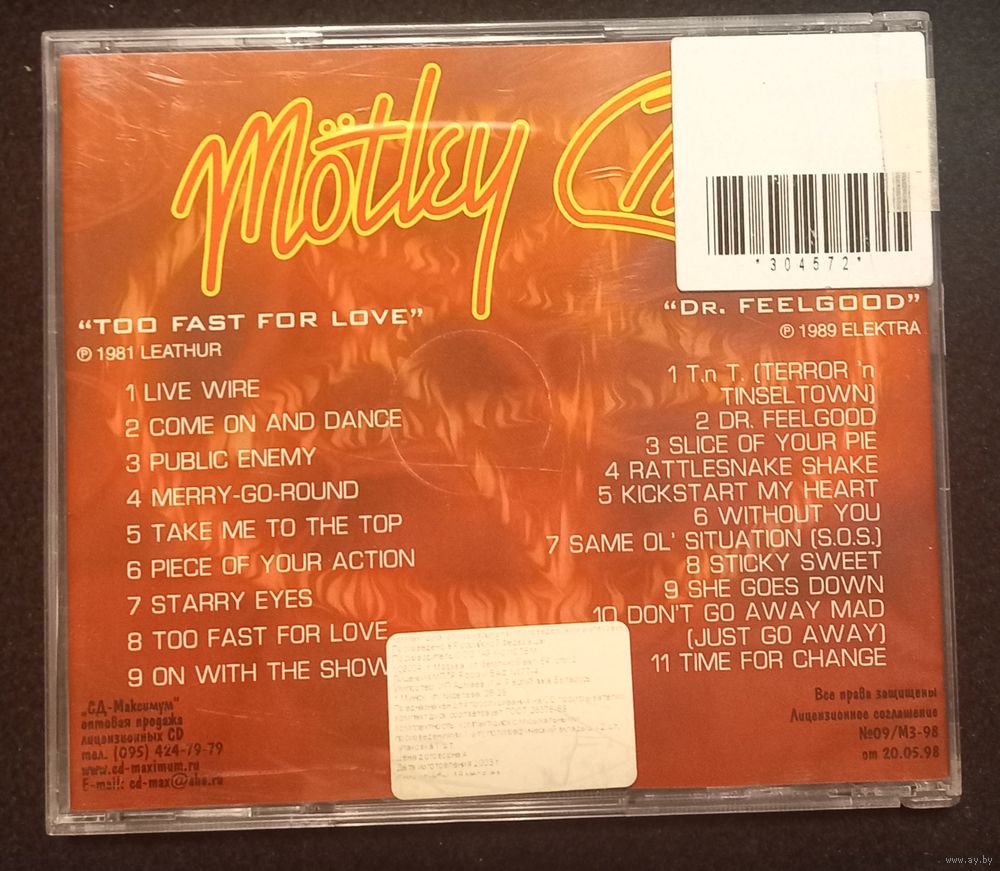 Mötley
*304572*
“TOO FAST FOR LOVE”
℗ 1981 LEATHUR
1 LIVE WIRE
2 COME ON AND DANCE
3 PUBLIC ENEMY
4 MERRY-GO-ROUND
5 TAKE ME TO THE TOP
6 PIECE OF YOUR ACTION
7 STARRY EYES
8 TOO FAST FOR LOVE
9 ON WITH THE SHOW
“DR. FEELGOOD”
℗ 1989 ELEKTRA
1 T.n T. (TERROR 'n
TINSELTOWN)
2 DR. FEELGOOD
3 SLICE OF YOUR PIE
4 RATTLESNAKE SHAKE
5 KICKSTART MY HEART
6 WITHOUT YOU
7 SAME OL' SITUATION (S.O.S.)
8 STICKY SWEET
9 SHE GOES DOWN
10 DON'T GO AWAY MAD
(JUST GO AWAY)
11 TIME FOR CHANGE
„СД-Максимум"
оптовая продажа
лицензионных CD
тел. (095) 424-79-79
www.cd-maximum.ru
E-mail: cd-max@aha.ru
Все права защищены
Лицензионное соглашение
№09/МЗ-98
от 20.05.98
www.ay.by